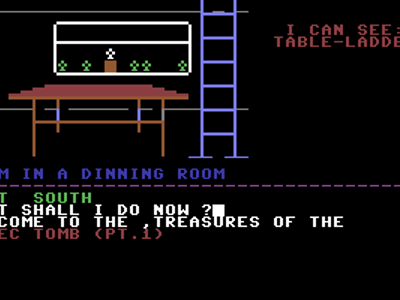 I CAN SEE:
TABLE-LADDE
M IN A DINNING ROOM
T SOUTH
T SHALL I DO NOW ?
COME TO THE ,TREASURES OF THE
EC TOMB (PT.1)